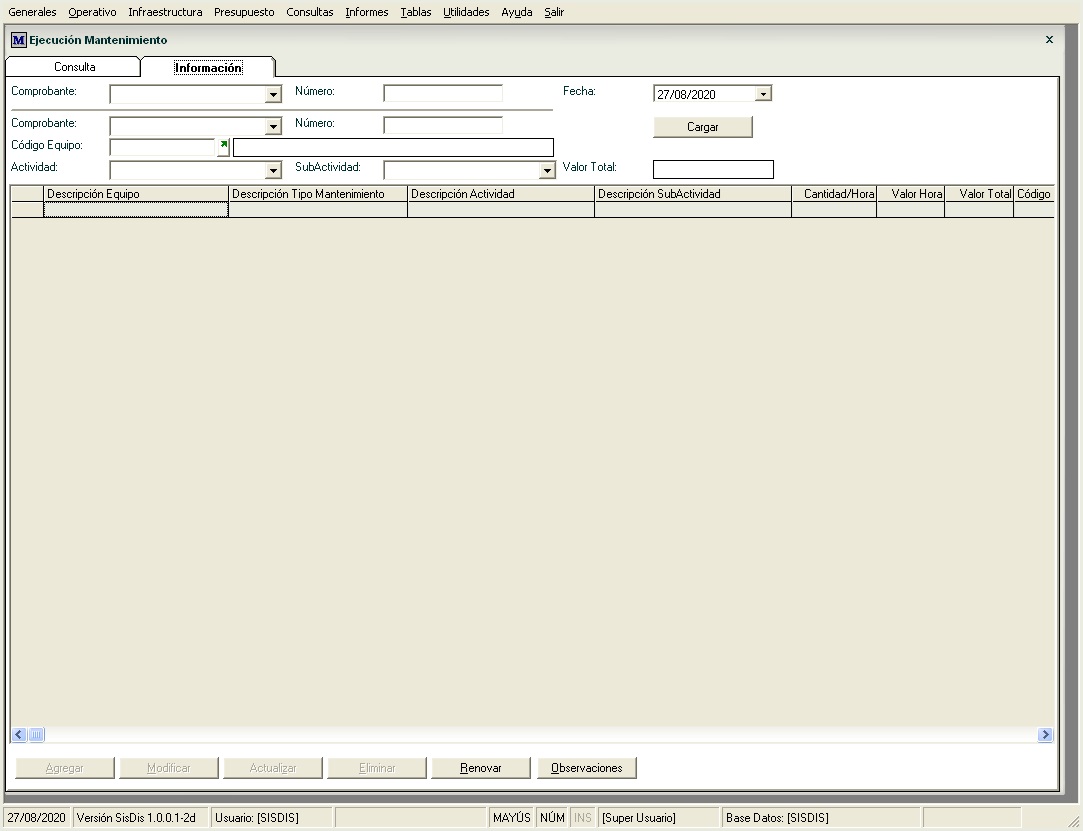 Generales Operativo Infraestructura Presupuesto Consultas Informes Tablas Utilidades Ayuda Salir
M Ejecución Mantenimiento x
Consulta Información
Comprobante: Número: Fecha: 27/08/2020
Comprobante: Número: Cargar
Código Equipo:
Actividad: SubActividad: Valor Total:
Descripción Equipo Descripción Tipo Mantenimiento Descripción Actividad Descripción SubActividad Cantidad/Hora Valor Hora Valor Total Código
Agregar Modificar Actualizar Eliminar Renovar Observaciones
27/08/2020 Versión SisDis 1.0.0.1-2d Usuario: [SISDIS] MAYÚS NÚM INS [Super Usuario] Base Datos: [SISDIS]